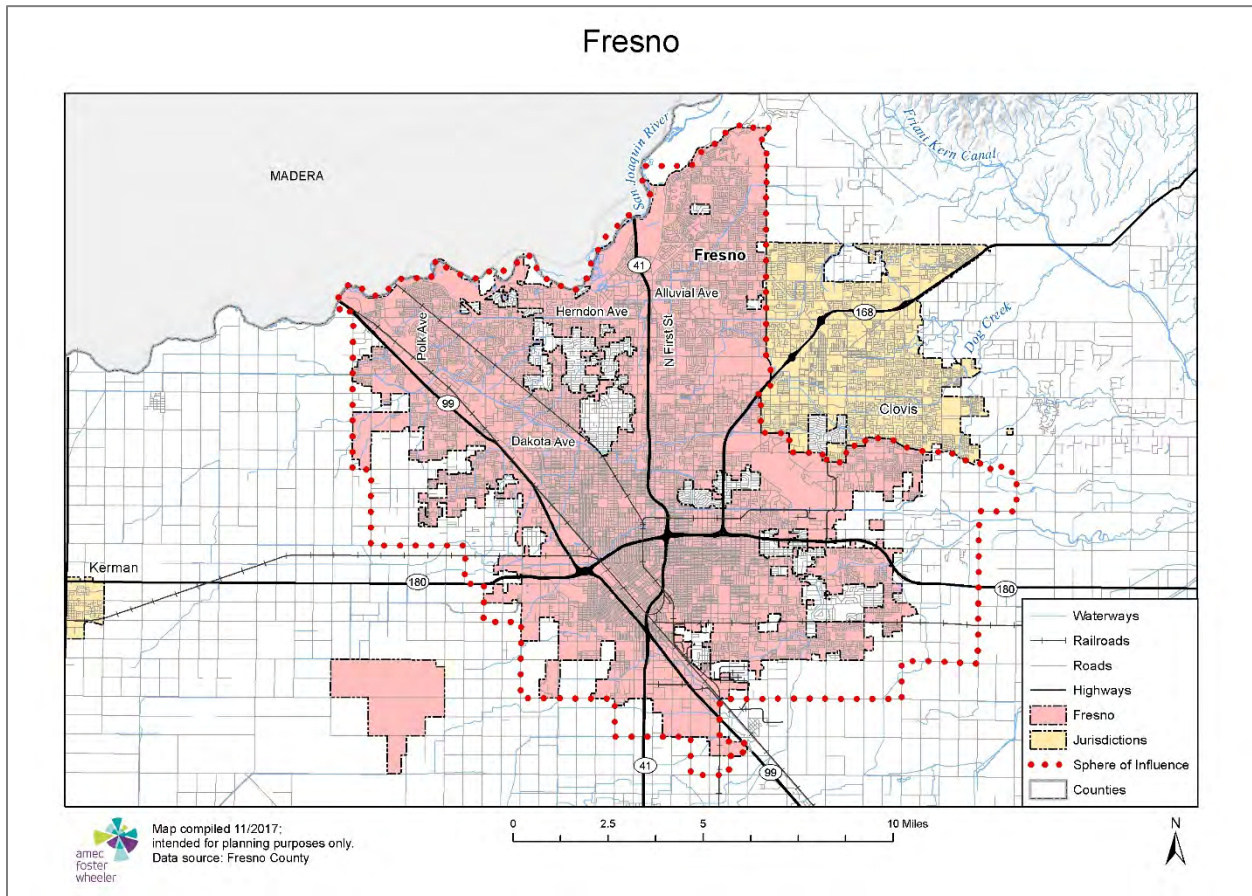 Fresno
San Joaquin River
Friant Kern Canal
MADERA
41
Fresno
Alluvial Ave
Herndon Ave
168
Dog Creek
Polk Ave
N First St
99
Clovis
Dakota Ave
Kerman
180
180
41
99
Waterways
Railroads
Roads
Highways
Fresno
Jurisdictions
Sphere of Influence
Counties
amec
foster
wheeler
Map compiled 11/2017;
intended for planning purposes only.
Data source: Fresno County
0 2.5 5 10 Miles
N